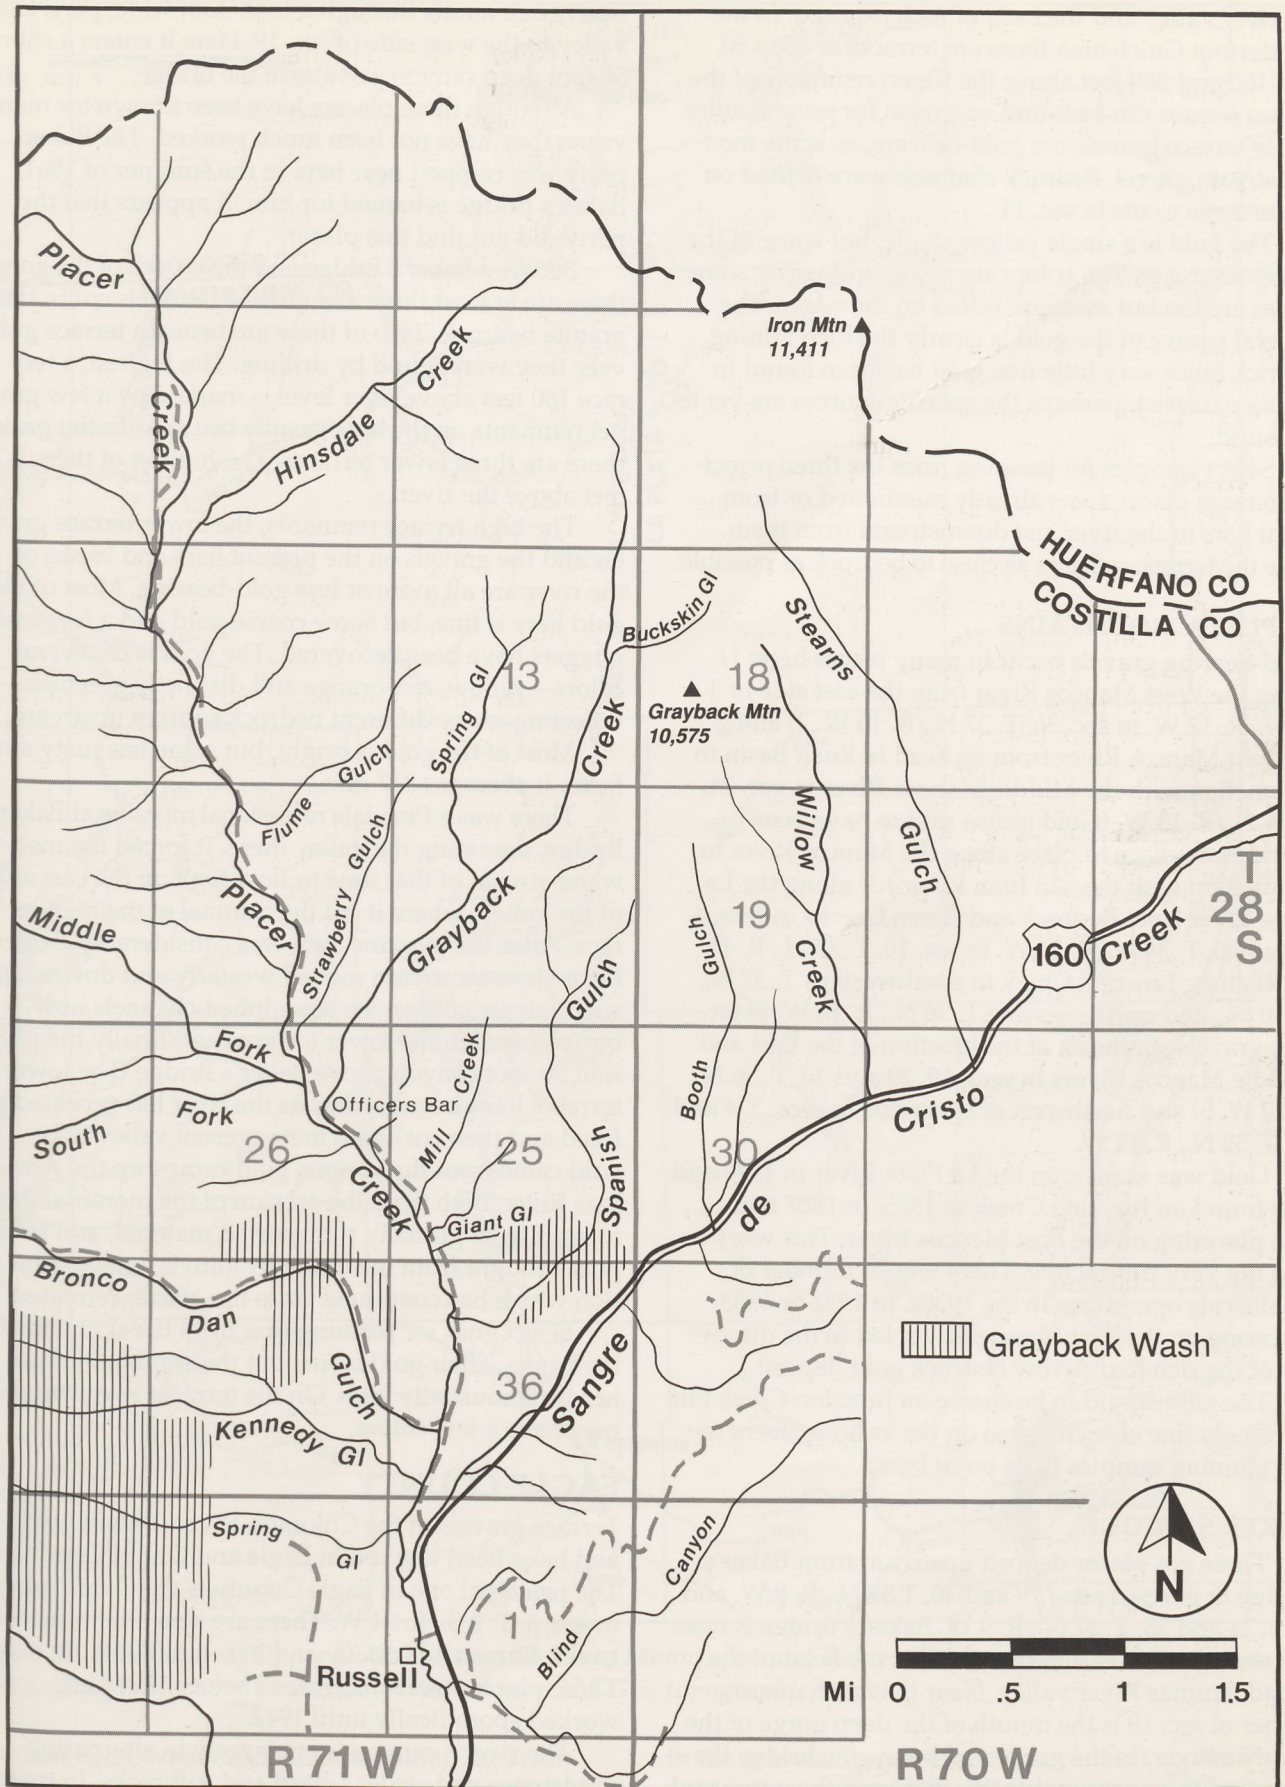 Placer
Creek
Hinsdale
Creek
Iron Mtn
11,411
HUERFANO CO
COSTILLA CO
Buckskin Gl
Stearns
Gulch
13
18
Grayback Mtn
10,575
Spring Gl
Creek
Flume Gulch
Strawberry Gulch
Grayback
Willow
Creek
T
28
S
Middle
Placer
19
160
Creek
Gulch
Gulch
Fork
Fork
South
Officers Bar
Mill Creek
Booth
Cristo
26
25
30
Spanish
Creek
Giant Gl
de
Bronco
Dan
Gulch
Grayback Wash
36
Sangre
Kennedy Gl
Spring
Gl
Canyon
Blind
1
N
Russell
Mi 0 .5 1 1.5
R 71 W
R 70 W